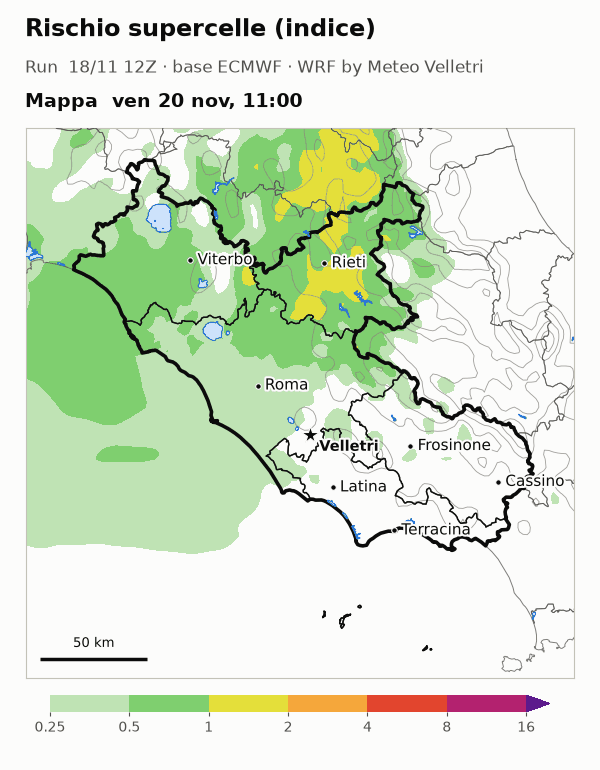 Rischio supercelle (indice)
Run  18/11 12Z · base ECMWF · WRF by Meteo Velletri
Mappa  ven 20 nov, 11:00
Viterbo
Rieti
Roma
Velletri
Frosinone
Latina
Cassino
Terracina
50 km
0.25 0.5 1 2 4 8 16